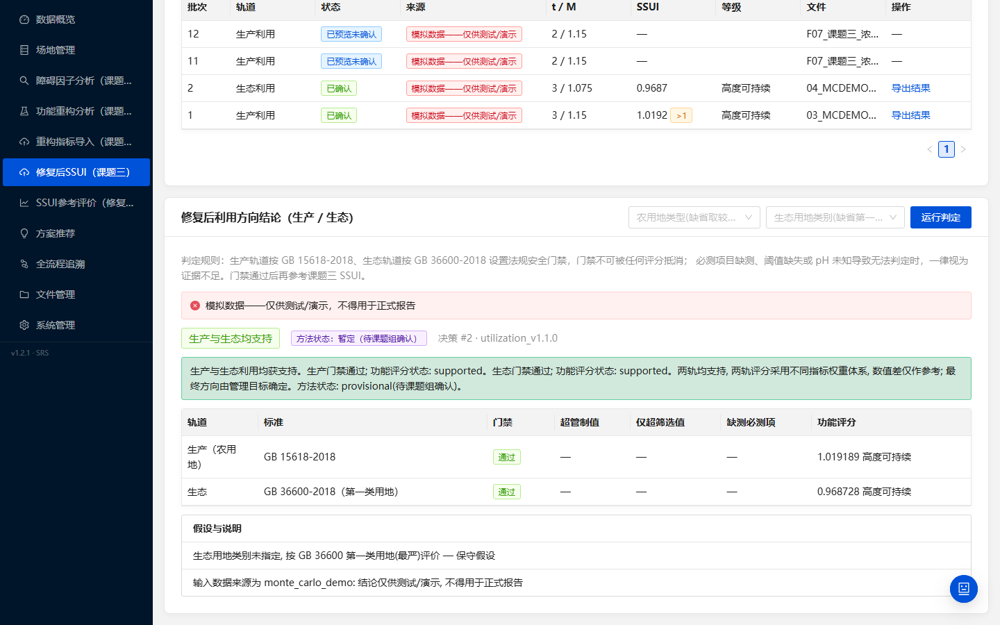 数据概览
场地管理
障碍因子分析（课题...
功能重构分析（课题...
重构指标导入（课题...
修复后SSUI（课题三）
SSUI参考评价（修复...
方案推荐
全流程追溯
文件管理
系统管理
v1.2.1 · SRS
批次 轨道 状态 来源 t / M SSUI 等级 文件 操作
12 生产利用 已预览未确认 模拟数据——仅供测试/演示 2 / 1.15 — F07_课题三_浓... —
11 生产利用 已预览未确认 模拟数据——仅供测试/演示 2 / 1.15 — F07_课题三_浓... —
2 生态利用 已确认 模拟数据——仅供测试/演示 3 / 1.075 0.9687 高度可持续 04_MCDEMO... 导出结果
1 生产利用 已确认 模拟数据——仅供测试/演示 3 / 1.15 1.0192 >1 高度可持续 03_MCDEMO... 导出结果
< 1 >
修复后利用方向结论（生产 / 生态） 农用地类型(缺省取较... 生态用地类别(缺省第一... 运行判定
判定规则：生产轨道按 GB 15618-2018、生态轨道按 GB 36600-2018 设置法规安全门禁，门禁不可被任何评分抵消； 必测项目缺测、阈值缺失或 pH 未知导致无法判定时，一律视为
证据不足。门禁通过后再参考课题三 SSUI。
模拟数据——仅供测试/演示，不得用于正式报告
生产与生态均支持 方法状态：暂定（待课题组确认） 决策 #2 · utilization_v1.1.0
生产与生态利用均获支持。生产门禁通过; 功能评分状态: supported。生态门禁通过; 功能评分状态: supported。两轨均支持, 两轨评分采用不同指标权重体系, 数值差仅作参考; 最
终方向由管理目标确定。方法状态: provisional(待课题组确认)。
轨道 标准 门禁 超管制值 仅超筛选值 缺测必测项 功能评分
生产（农用
地） GB 15618-2018 通过 — — — 1.019189 高度可持续
生态 GB 36600-2018（第一类用地） 通过 — — — 0.968728 高度可持续
假设与说明
生态用地类别未指定, 按 GB 36600 第一类用地(最严)评价 — 保守假设
输入数据来源为 monte_carlo_demo: 结论仅供测试/演示, 不得用于正式报告